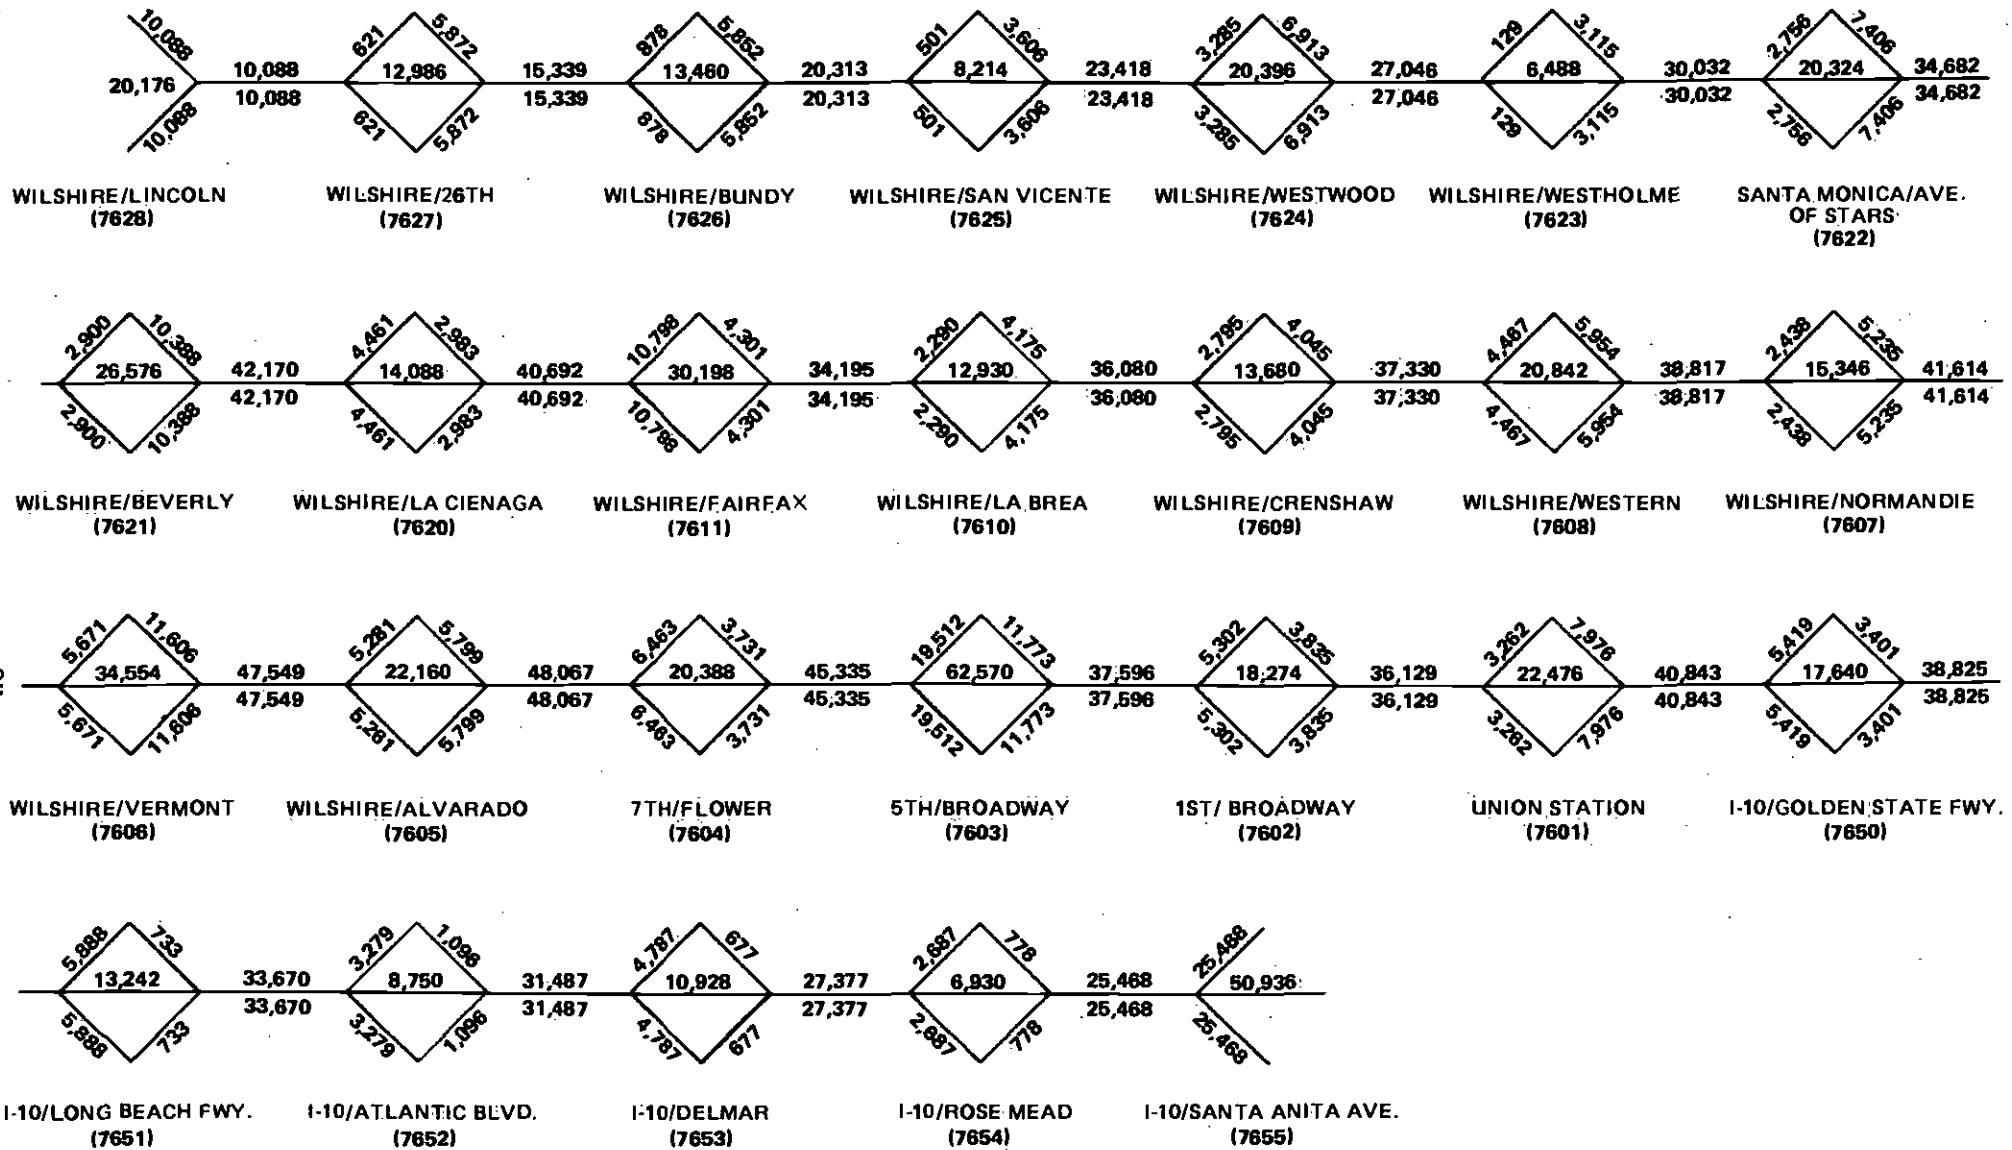 10,088 621 5,872 878 5,852 501 3,606 3,285 6,913 129 3,115 2,756 7,406
20,176 10,088 12,986 15,339 13,460 20,313 8,214 23,418 20,396 27,046 6,488 30,032 20,324 34,682
10,088 15,339 20,313 23,418 27,046 30,032 34,682
10,088 621 5,872 878 5,852 501 3,606 3,285 6,913 129 3,115 2,756 7,406
WILSHIRE/LINCOLN WILSHIRE/26TH WILSHIRE/BUNDY WILSHIRE/SAN VICENTE WILSHIRE/WESTWOOD WILSHIRE/WESTHOLME SANTA MONICA/AVE.
OF STARS
(7628) (7627) (7626) (7625) (7624) (7623) (7622)
2,900 10,388 4,461 2,983 10,798 4,301 2,290 4,175 2,795 4,045 4,467 5,954 2,438 5,235
26,576 42,170 14,088 40,692 30,198 34,195 12,930 36,080 13,680 37,330 20,842 38,817 15,346 41,614
42,170 40,692 34,195 36,080 37,330 38,817 41,614
2,900 10,388 4,461 2,983 10,798 4,301 2,290 4,175 2,795 4,045 4,467 5,954 2,438 5,235
WILSHIRE/BEVERLY WILSHIRE/LA CIENAGA WILSHIRE/FAIRFAX WILSHIRE/LA BREA WILSHIRE/CRENSHAW WILSHIRE/WESTERN WILSHIRE/NORMANDIE
(7621) (7620) (7611) (7610) (7609) (7608) (7607)
5,671 11,606 5,281 5,799 6,463 3,731 19,512 11,773 5,302 3,835 3,262 7,976 5,419 3,401
34,554 47,549 22,160 48,067 20,388 45,335 62,570 37,596 18,274 36,129 22,476 40,843 17,640 38,825
47,549 48,067 45,335 37,596 36,129 40,843 38,825
5,671 11,606 5,281 5,799 6,463 3,731 19,512 11,773 5,302 3,835 3,262 7,976 5,419 3,401
WILSHIRE/VERMONT WILSHIRE/ALVARADO 7TH/FLOWER 5TH/BROADWAY 1ST/ BROADWAY UNION STATION I-10/GOLDEN STATE FWY.
(7606) (7605) (7604) (7603) (7602) (7601) (7650)
5,888 733 3,279 1,096 4,787 677 2,687 778 25,468
13,242 33,670 8,750 31,487 10,928 27,377 6,930 25,468 50,936
33,670 31,487 27,377 25,468
5,888 733 3,279 1,096 4,787 677 2,687 778 25,468
I-10/LONG BEACH FWY. I-10/ATLANTIC BLVD. I-10/DELMAR I-10/ROSE MEAD I-10/SANTA ANITA AVE.
(7651) (7652) (7653) (7654) (7655)